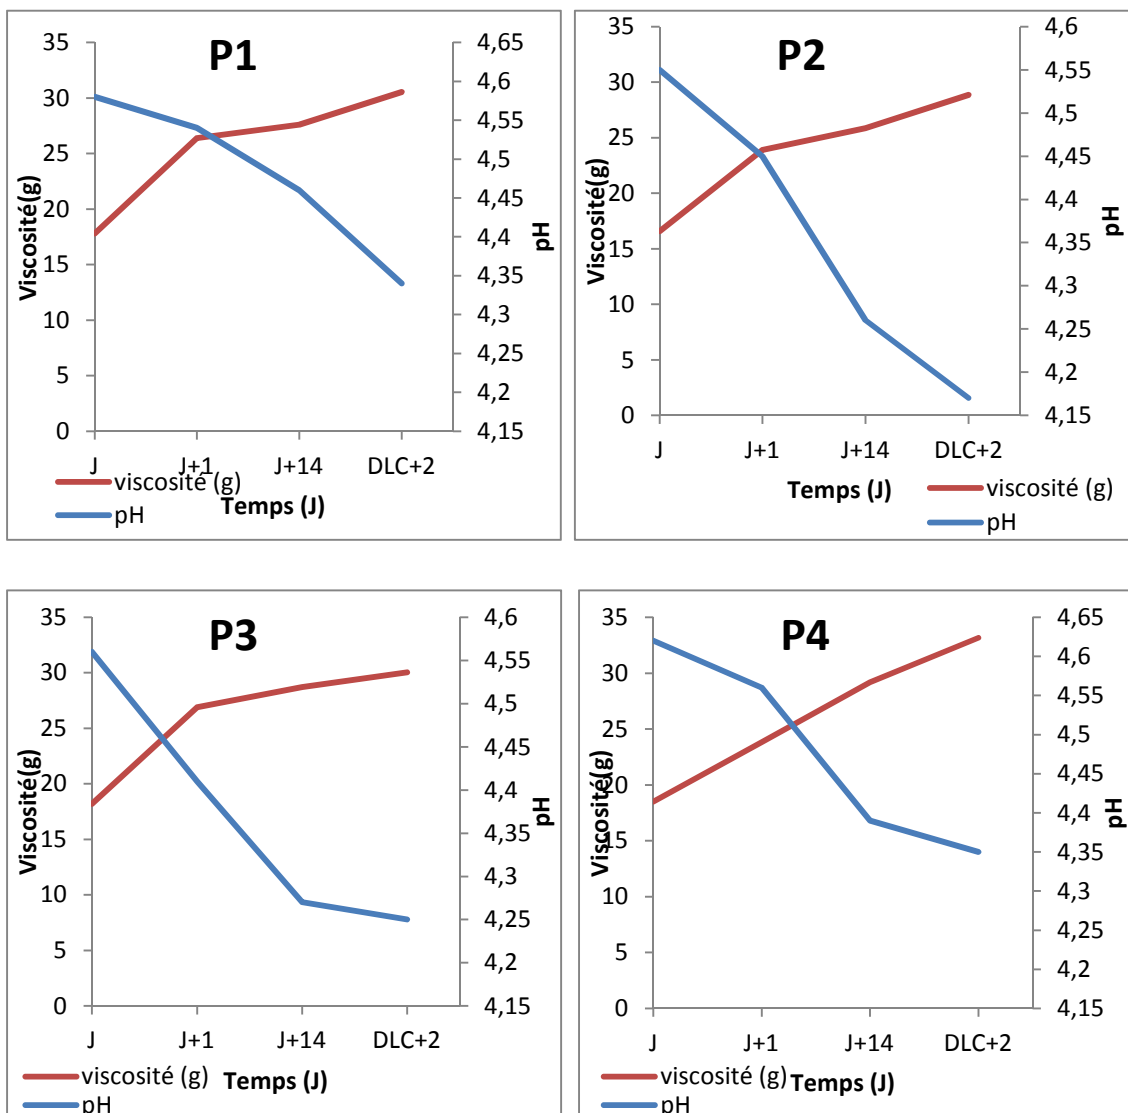 P1
35
30
25
20
15
10
5
0
Viscosité(g)
4,65
4,6
4,55
4,5
4,45
4,4
4,35
4,3
4,25
4,2
4,15
pH
J J+1 J+14 DLC+2
Temps (J)
viscosité (g)
pH
P2
35
30
25
20
15
10
5
0
Viscosité(g)
4,6
4,55
4,5
4,45
4,4
4,35
4,3
4,25
4,2
4,15
pH
J J+1 J+14 DLC+2
Temps (J)
viscosité (g)
pH
P3
35
30
25
20
15
10
5
0
Viscosité(g)
4,6
4,55
4,5
4,45
4,4
4,35
4,3
4,25
4,2
4,15
pH
J J+1 J+14 DLC+2
Temps (J)
viscosité (g)
pH
P4
35
30
25
20
15
10
5
0
Viscosité(g)
4,65
4,6
4,55
4,5
4,45
4,4
4,35
4,3
4,25
4,2
4,15
pH
J J+1 J+14 DLC+2
Temps (J)
viscosité (g)
pH